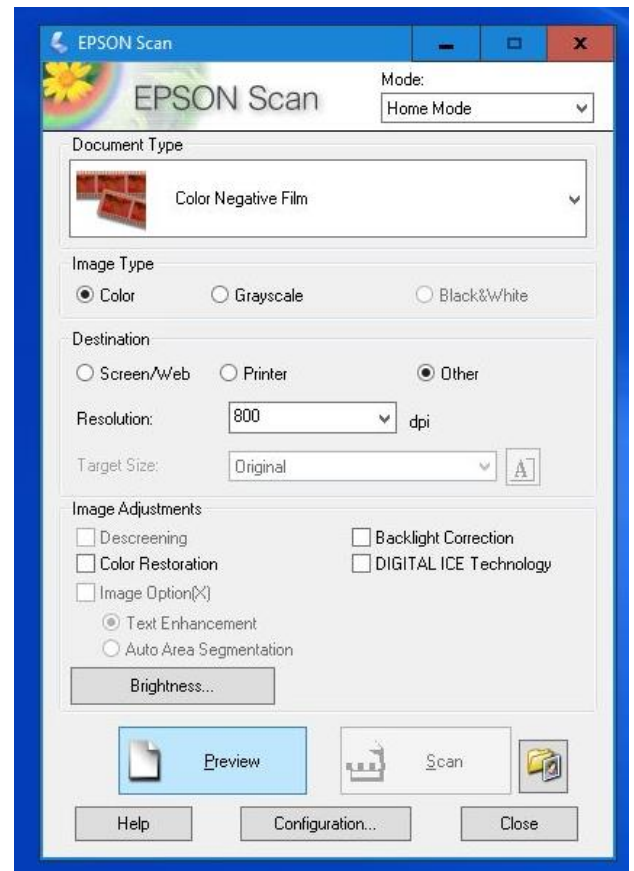 EPSON Scan
EPSON Scan
Mode:
Home Mode
Document Type
Color Negative Film
Image Type
Color Grayscale Black&White
Destination
Screen/Web Printer Other
Resolution: 800 dpi
Target Size: Original A
Image Adjustments
Descreening Backlight Correction
Color Restoration DIGITAL ICE Technology
Image Option(X)
Text Enhancement
Auto Area Segmentation
Brightness...
Preview Scan
Help Configuration... Close